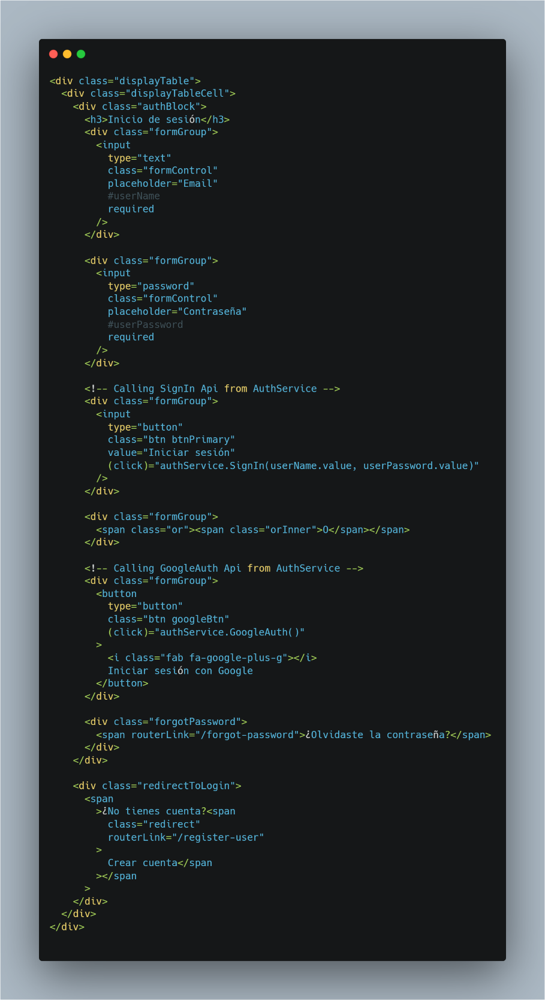 <div class="displayTable">
  <div class="displayTableCell">
    <div class="authBlock">
      <h3>Inicio de sesión</h3>
      <div class="formGroup">
        <input
          type="text"
          class="formControl"
          placeholder="Email"
          #userName
          required
        />
      </div>

      <div class="formGroup">
        <input
          type="password"
          class="formControl"
          placeholder="Contraseña"
          #userPassword
          required
        />
      </div>

      <!-- Calling SignIn Api from AuthService -->
      <div class="formGroup">
        <input
          type="button"
          class="btn btnPrimary"
          value="Iniciar sesión"
          (click)="authService.SignIn(userName.value, userPassword.value)"
        />
      </div>

      <div class="formGroup">
        <span class="or"><span class="orInner">O</span></span>
      </div>

      <!-- Calling GoogleAuth Api from AuthService -->
      <div class="formGroup">
        <button
          type="button"
          class="btn googleBtn"
          (click)="authService.GoogleAuth()"
        >
          <i class="fab fa-google-plus-g"></i>
          Iniciar sesión con Google
        </button>
      </div>

      <div class="forgotPassword">
        <span routerLink="/forgot-password">¿Olvidaste la contraseña?</span>
      </div>
    </div>

    <div class="redirectToLogin">
      <span
        >¿No tienes cuenta?<span
          class="redirect"
          routerLink="/register-user"
        >
          Crear cuenta</span
        ></span
      >
    </div>
  </div>
</div>